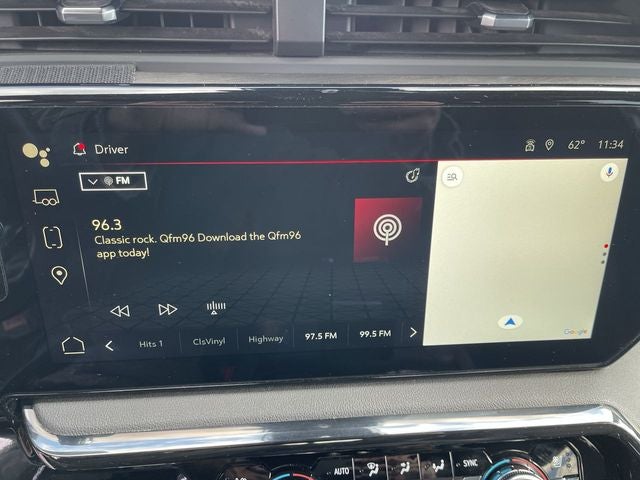 Driver
62° 11:34
FM
96.3
Classic rock. Qfm96 Download the Qfm96
app today!
Hits 1 ClsVinyl Highway 97.5 FM 99.5 FM
Google
AUTO SYNC